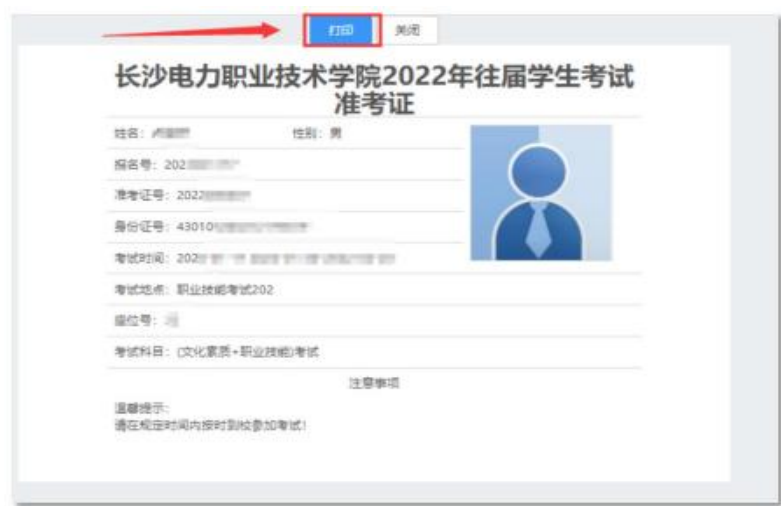 打印 关闭
长沙电力职业技术学院2022年往届学生考试
准考证
姓名：卢 性别：男
报名号：202
准考证号：2022
身份证号：43010
考试时间：202
考试地点：职业技能考试202
座位号：
考试科目：(文化素质+职业技能)考试
注意事项
温馨提示：
请在规定时间内按时到校参加考试！